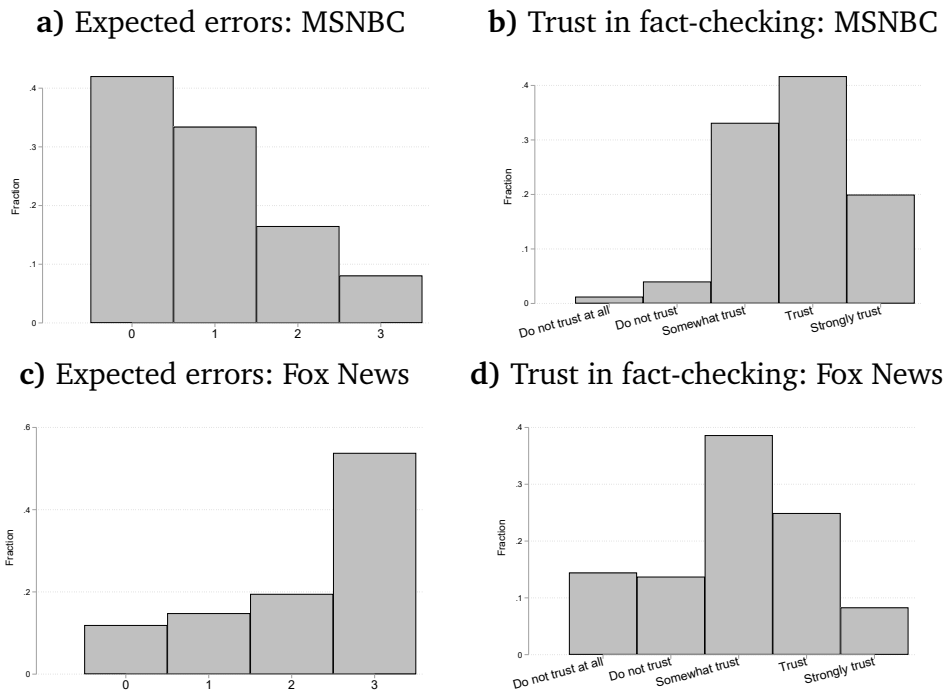 a) Expected errors: MSNBC
b) Trust in fact-checking: MSNBC
Fraction
.4
.3
.2
.1
0
0 1 2 3
Fraction
.4
.3
.2
.1
0
Do not trust at all
Do not trust
Somewhat trust
Trust
Strongly trust
c) Expected errors: Fox News
d) Trust in fact-checking: Fox News
Fraction
.6
.4
.2
0
0 1 2 3
Fraction
.4
.3
.2
.1
0
Do not trust at all
Do not trust
Somewhat trust
Trust
Strongly trust